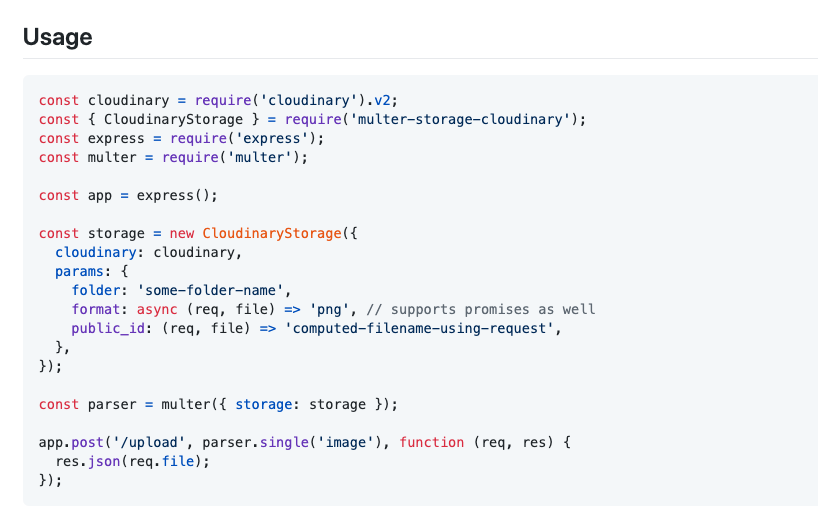 Usage
const cloudinary = require('cloudinary').v2;
const { CloudinaryStorage } = require('multer-storage-cloudinary');
const express = require('express');
const multer = require('multer');

const app = express();

const storage = new CloudinaryStorage({
  cloudinary: cloudinary,
  params: {
    folder: 'some-folder-name',
    format: async (req, file) => 'png', // supports promises as well
    public_id: (req, file) => 'computed-filename-using-request',
  },
});

const parser = multer({ storage: storage });

app.post('/upload', parser.single('image'), function (req, res) {
  res.json(req.file);
});